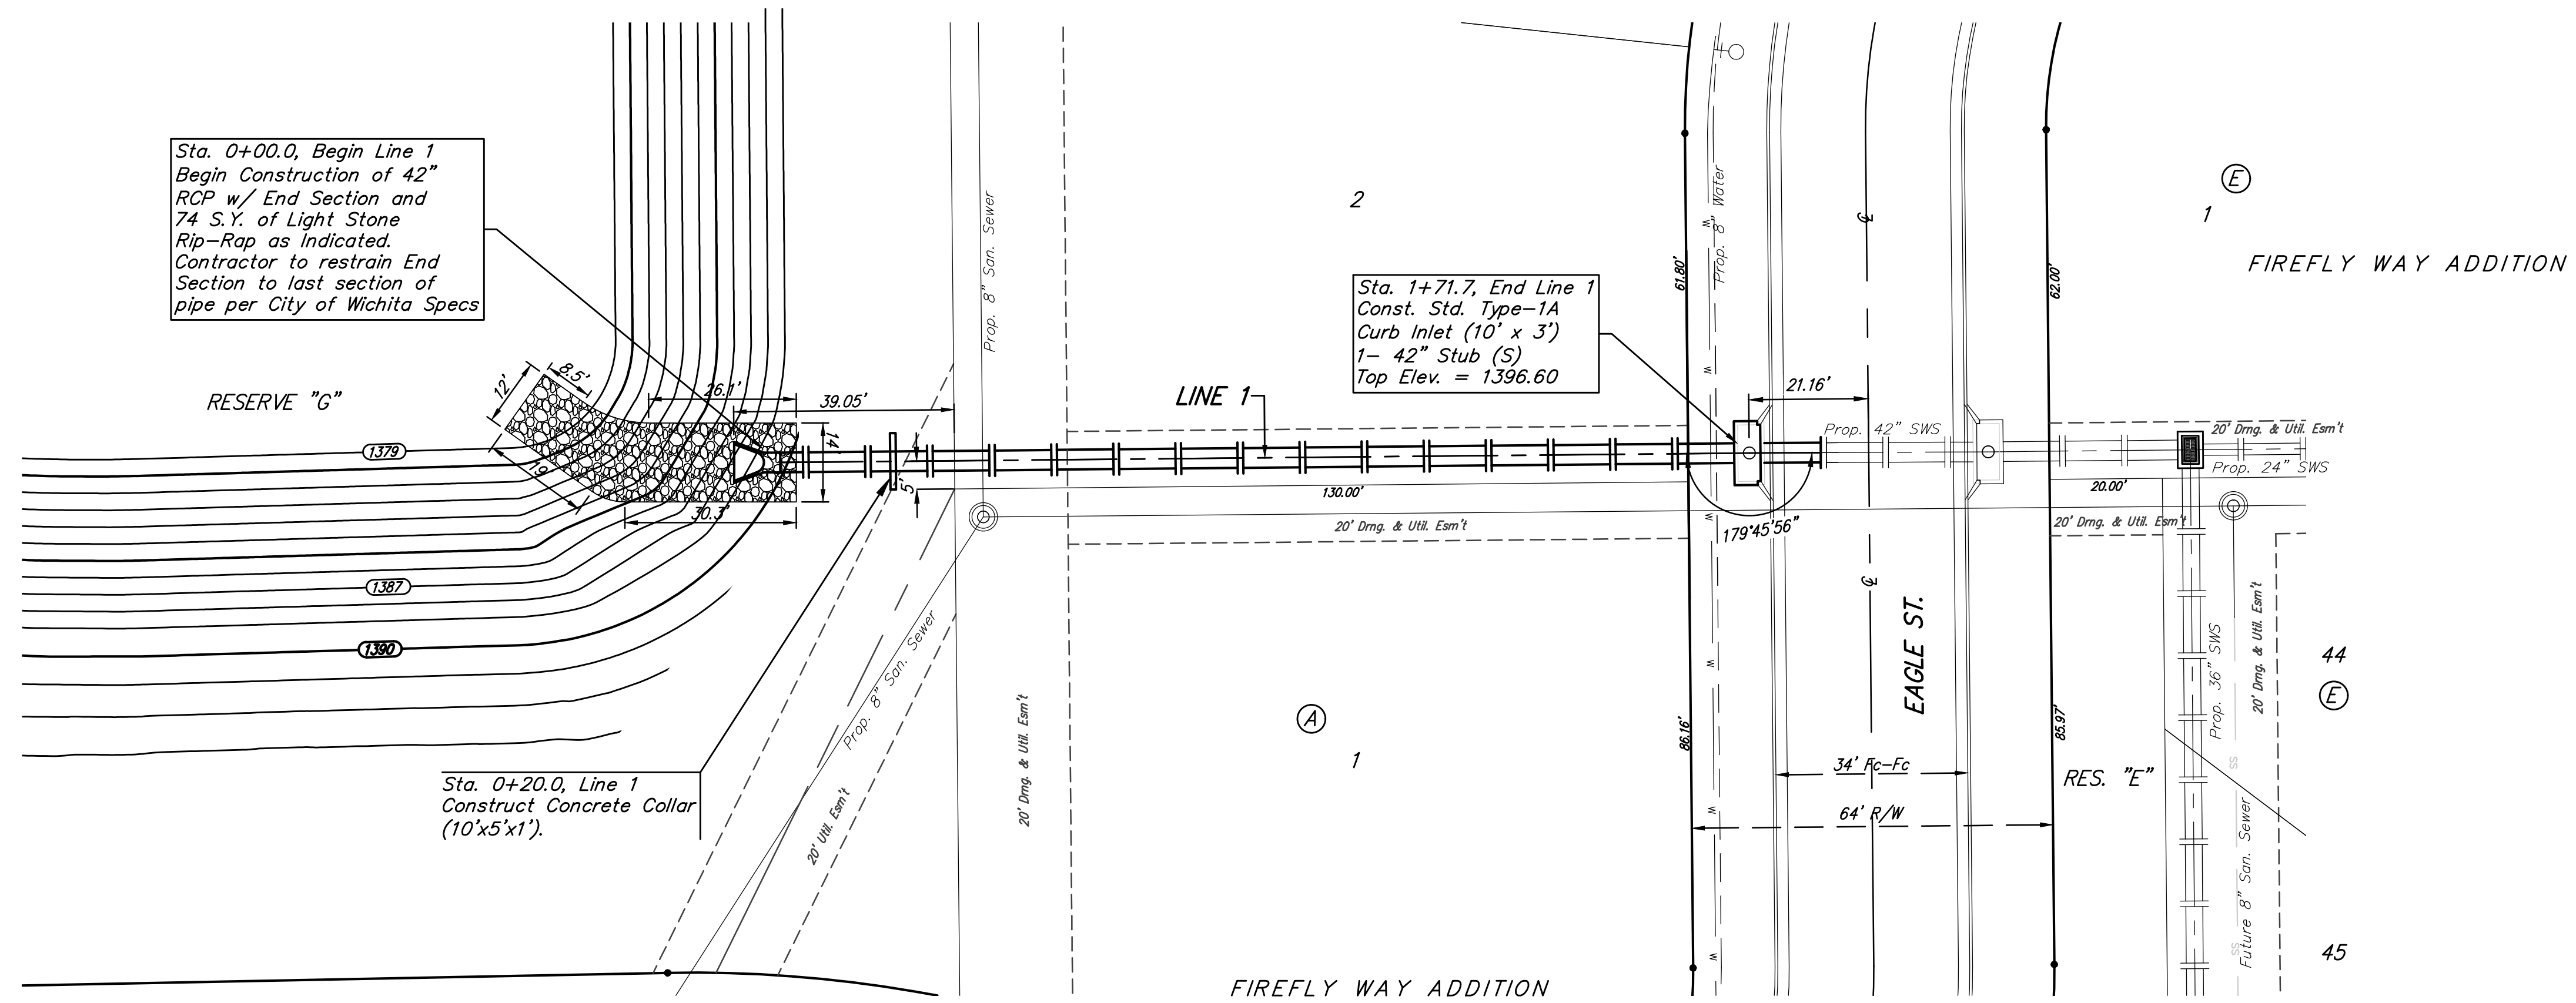 Sta. 0+00.0, Begin Line 1
Begin Construction of 42"
RCP w/ End Section and
74 S.Y. of Light Stone
Rip-Rap as Indicated.
Contractor to restrain End
Section to last section of
pipe per City of Wichita Specs
RESERVE "G"
12'
8.5'
26.1'
39.05'
14'
19'
30.3'
5'
1379
1387
1390
Sta. 0+20.0, Line 1
Construct Concrete Collar
(10'x5'x1').
Prop. 8" San. Sewer
Prop. 8" San. Sewer
20' Util. Esm't
20' Drng. & Util. Esm't
2
LINE 1
Sta. 1+71.7, End Line 1
Const. Std. Type-1A
Curb Inlet (10' x 3')
1- 42" Stub (S)
Top Elev. = 1396.60
130.00'
20' Drng. & Util. Esm't
A
1
FIREFLY WAY ADDITION
61.80'
86.16'
W
Prop. 8" Water
W
W
W
W
W
W
179°45'56"
21.16'
℄
℄
EAGLE ST.
34' Fc-Fc
64' R/W
62.00'
85.97'
Prop. 42" SWS
E
1
FIREFLY WAY ADDITION
20' Drng. & Util. Esm't
Prop. 24" SWS
20.00'
20' Drng. & Util. Esm't
RES. "E"
Prop. 36" SWS
20' Drng. & Util. Esm't
SS
SS
Future 8" San. Sewer
44
E
45